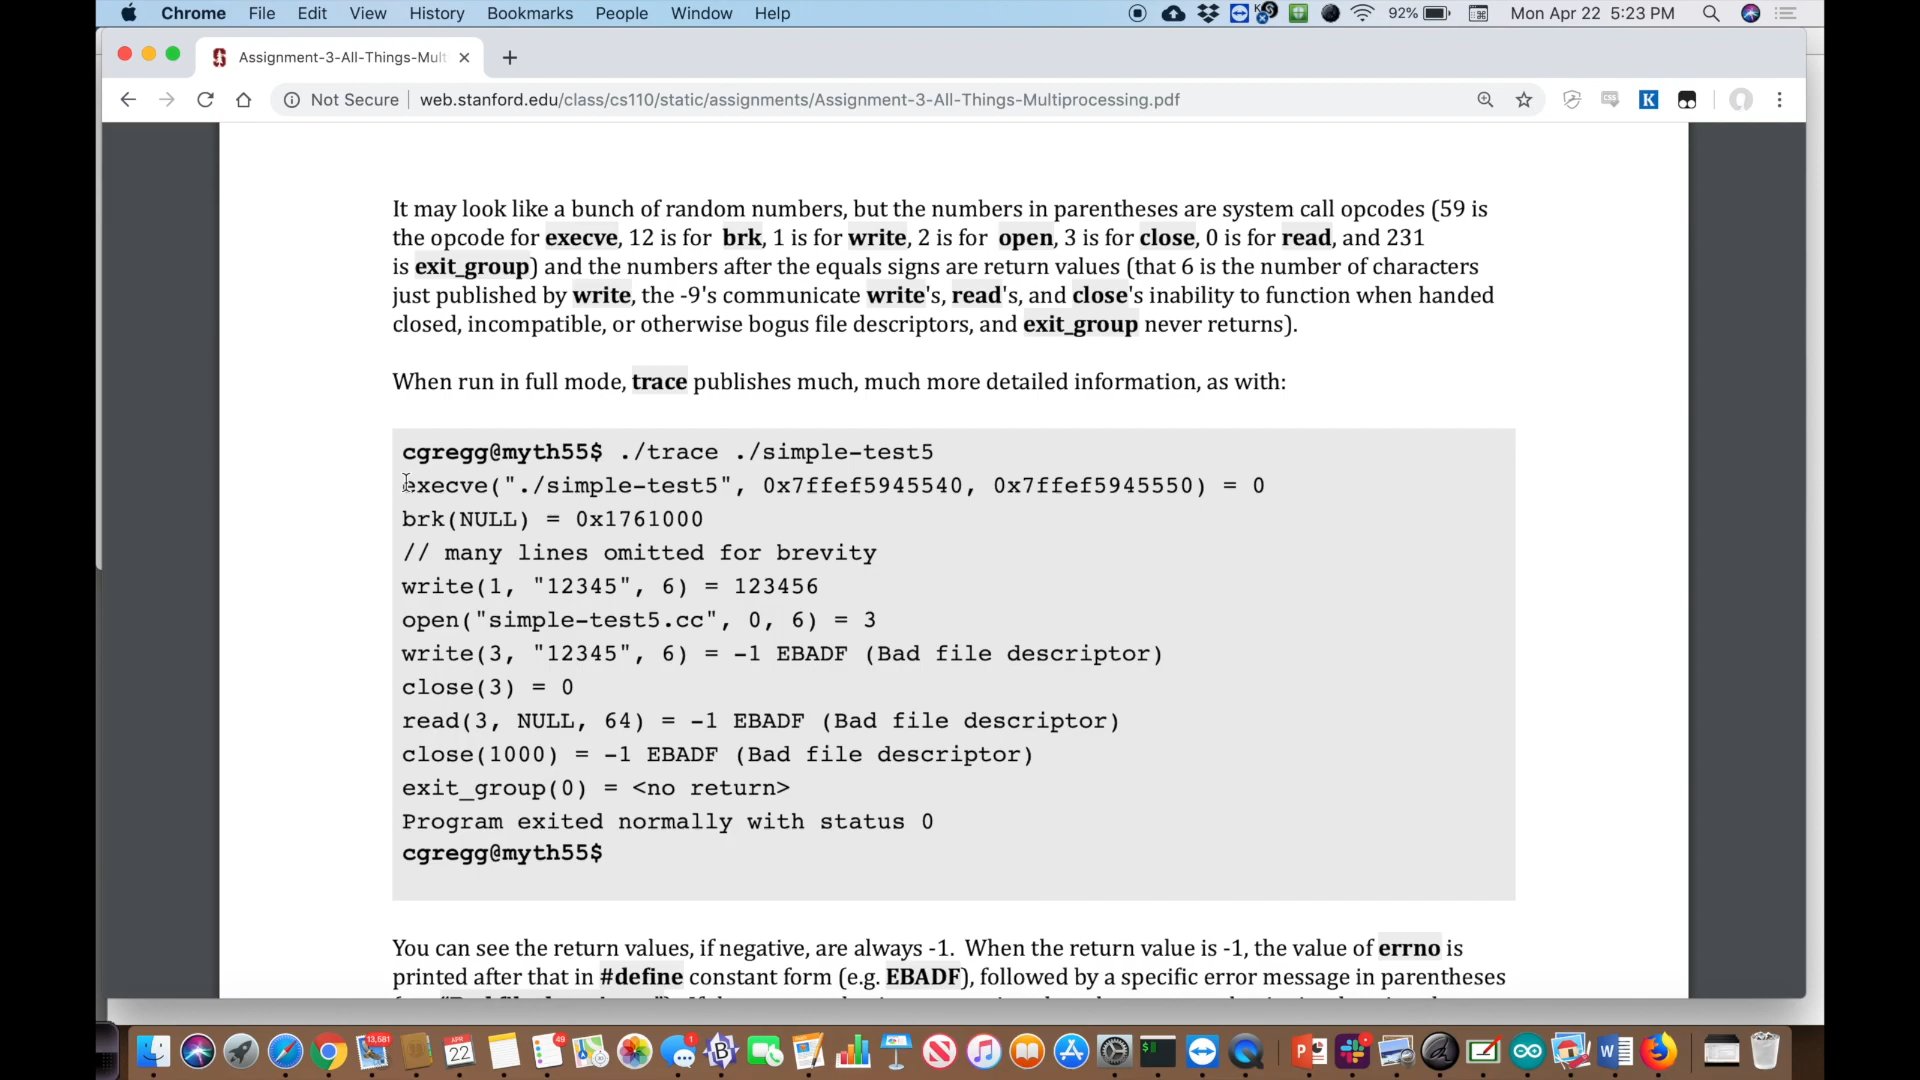 Chrome File Edit View History Bookmarks People Window Help 92% Mon Apr 22 5:23 PM
Assignment-3-All-Things-Mult
Not Secure web.stanford.edu/class/cs110/static/assignments/Assignment-3-All-Things-Multiprocessing.pdf
It may look like a bunch of random numbers, but the numbers in parentheses are system call opcodes (59 is
the opcode for execve, 12 is for brk, 1 is for write, 2 is for open, 3 is for close, 0 is for read, and 231
is exit_group) and the numbers after the equals signs are return values (that 6 is the number of characters
just published by write, the -9's communicate write's, read's, and close's inability to function when handed
closed, incompatible, or otherwise bogus file descriptors, and exit_group never returns).
When run in full mode, trace publishes much, much more detailed information, as with:
cgregg@myth55$ ./trace ./simple-test5
execve("./simple-test5", 0x7ffef5945540, 0x7ffef5945550) = 0
brk(NULL) = 0x1761000
// many lines omitted for brevity
write(1, "12345", 6) = 123456
open("simple-test5.cc", 0, 6) = 3
write(3, "12345", 6) = -1 EBADF (Bad file descriptor)
close(3) = 0
read(3, NULL, 64) = -1 EBADF (Bad file descriptor)
close(1000) = -1 EBADF (Bad file descriptor)
exit_group(0) = <no return>
Program exited normally with status 0
cgregg@myth55$
You can see the return values, if negative, are always -1. When the return value is -1, the value of errno is
printed after that in #define constant form (e.g. EBADF), followed by a specific error message in parentheses
13,581 APR 22 49 1